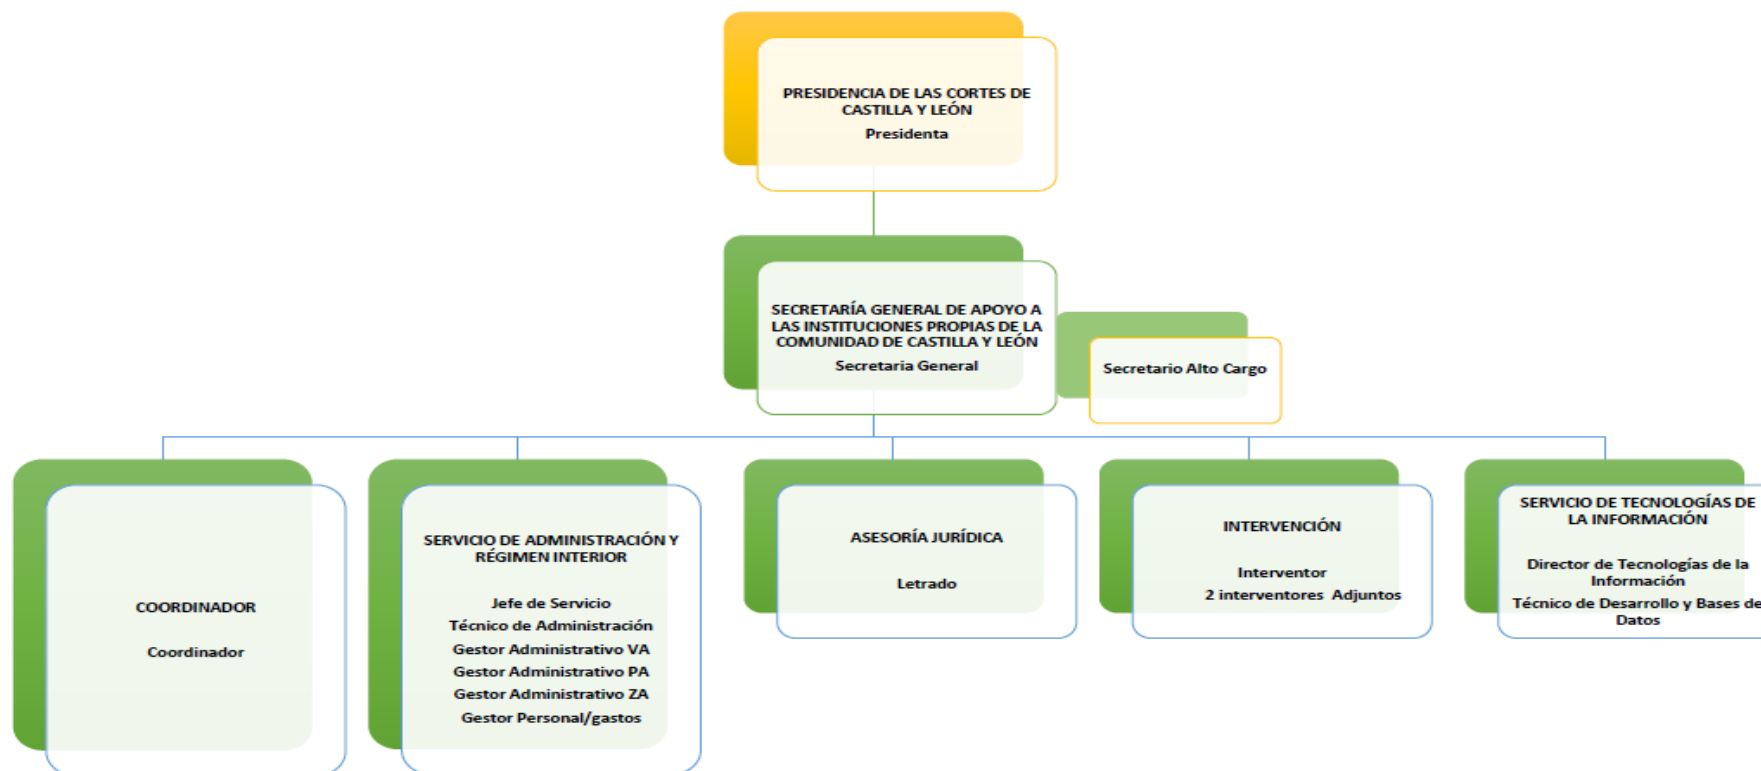 PRESIDENCIA DE LAS CORTES DE
CASTILLA Y LEÓN
Presidenta
SECRETARÍA GENERAL DE APOYO A
LAS INSTITUCIONES PROPIAS DE LA
COMUNIDAD DE CASTILLA Y LEÓN
Secretaria General
Secretario Alto Cargo
COORDINADOR
Coordinador
SERVICIO DE ADMINISTRACIÓN Y
RÉGIMEN INTERIOR
Jefe de Servicio
Técnico de Administración
Gestor Administrativo VA
Gestor Administrativo PA
Gestor Administrativo ZA
Gestor Personal/gastos
ASESORÍA JURÍDICA
Letrado
INTERVENCIÓN
Interventor
2 interventores Adjuntos
SERVICIO DE TECNOLOGÍAS DE
LA INFORMACIÓN
Director de Tecnologías de la
Información
Técnico de Desarrollo y Bases de
Datos